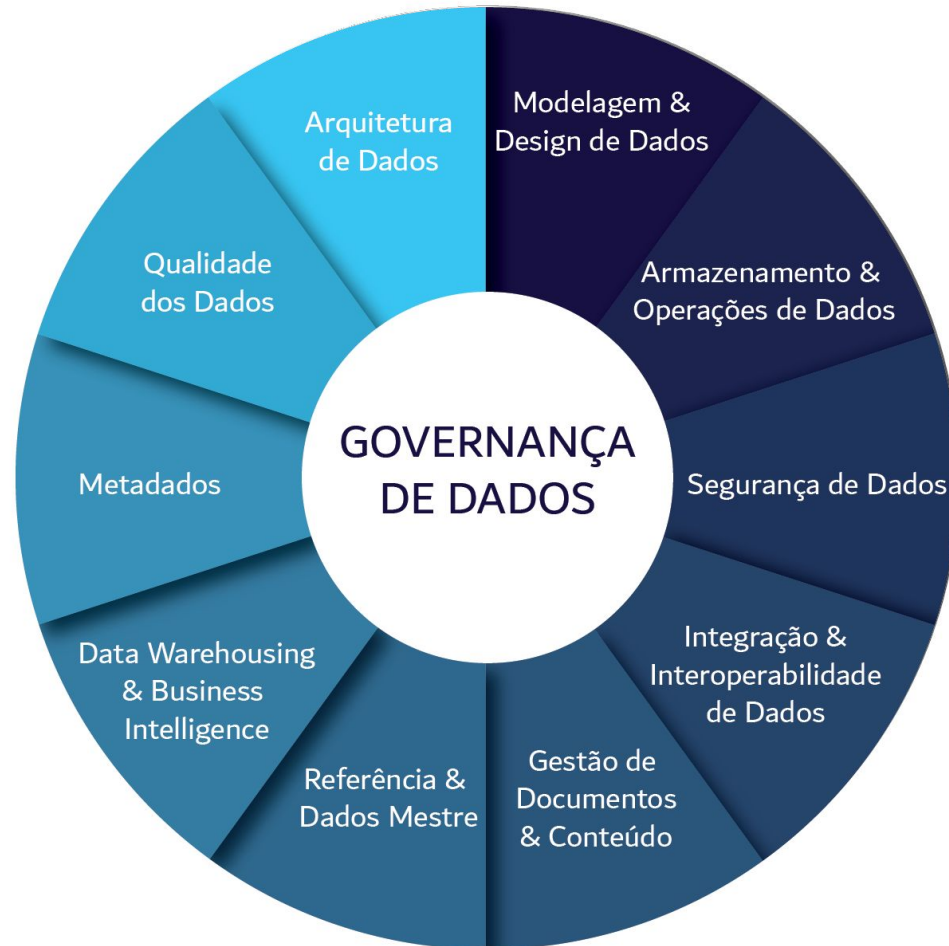 Arquitetura
de Dados
Modelagem &
Design de Dados
Armazenamento &
Operações de Dados
Segurança de Dados
Integração &
Interoperabilidade
de Dados
Gestão de
Documentos
& Conteúdo
Referência &
Dados Mestre
Data Warehousing
& Business
Intelligence
Metadados
Qualidade
dos Dados
GOVERNANÇA
DE DADOS